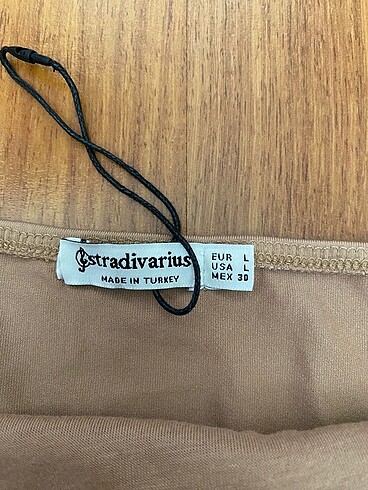 stradivarius
MADE IN TURKEY
EUR L
USA L
MEX 30